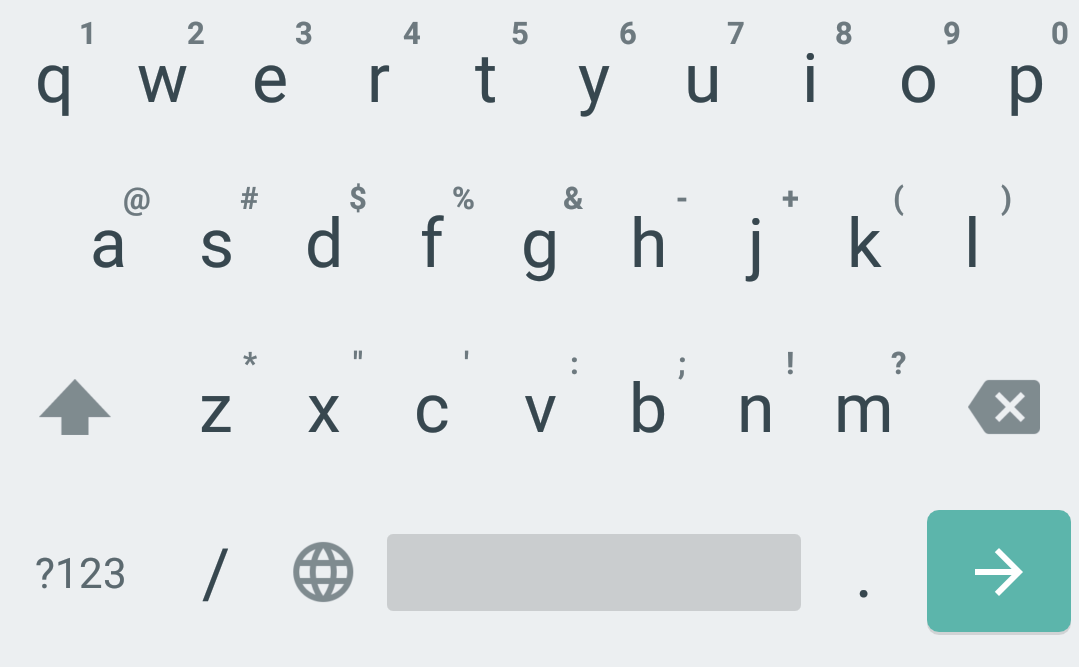 1 2 3 4 5 6 7 8 9 0
q w e r t y u i o p
@ # $ % & - + ( )
a s d f g h j k l
* " ' : ; ! ?
z x c v b n m
?123 / .